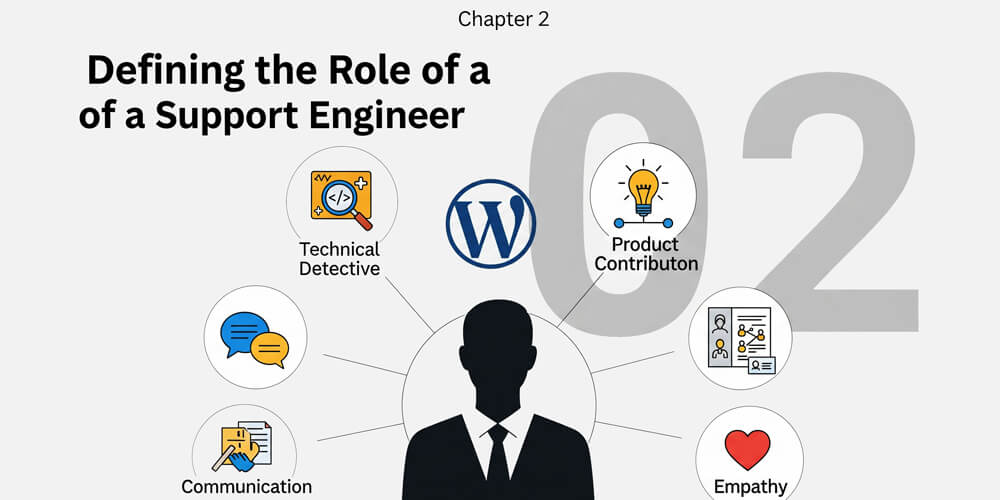 Chapter 2
Defining the Role of a
of a Support Engineer
02
W
</>
Technical
Detective
Product
Contributon
Communication
Empathy